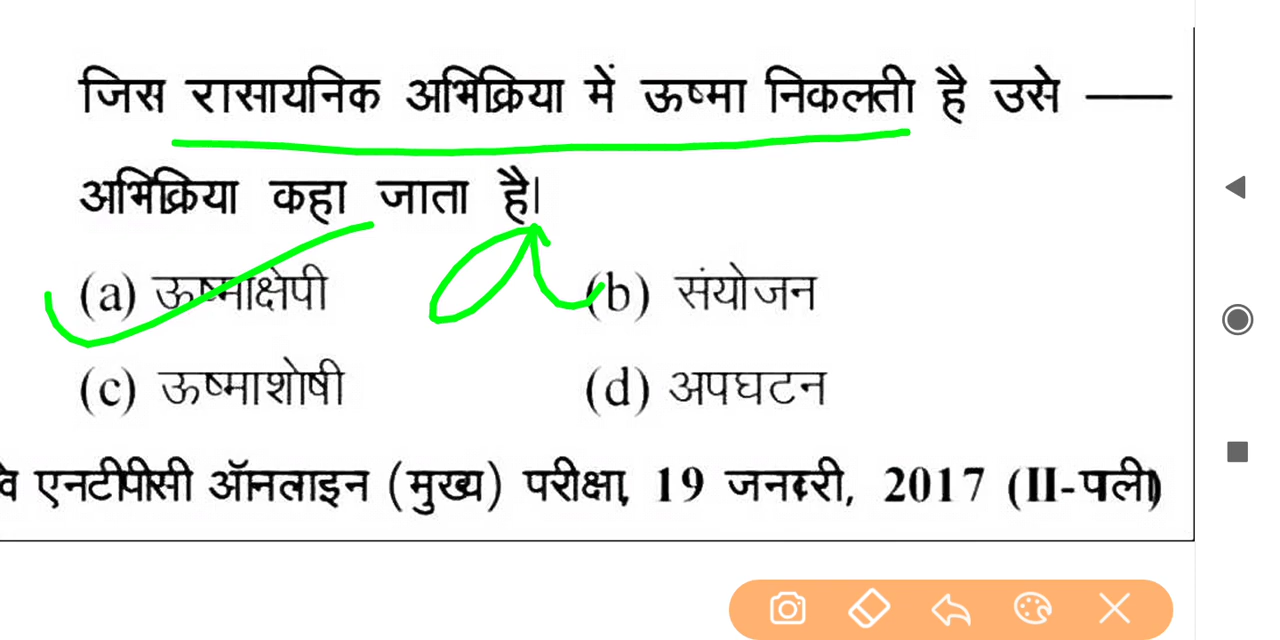 जिस रासायनिक अभिक्रिया में ऊष्मा निकलती है उसे ——
अभिक्रिया कहा जाता है।
(a) ऊष्माक्षेपी (b) संयोजन
a
(c) ऊष्माशोषी (d) अपघटन
वे एनटीपीसी ऑनलाइन (मुख्य) परीक्षा, 19 जनवरी, 2017 (II-पाली)